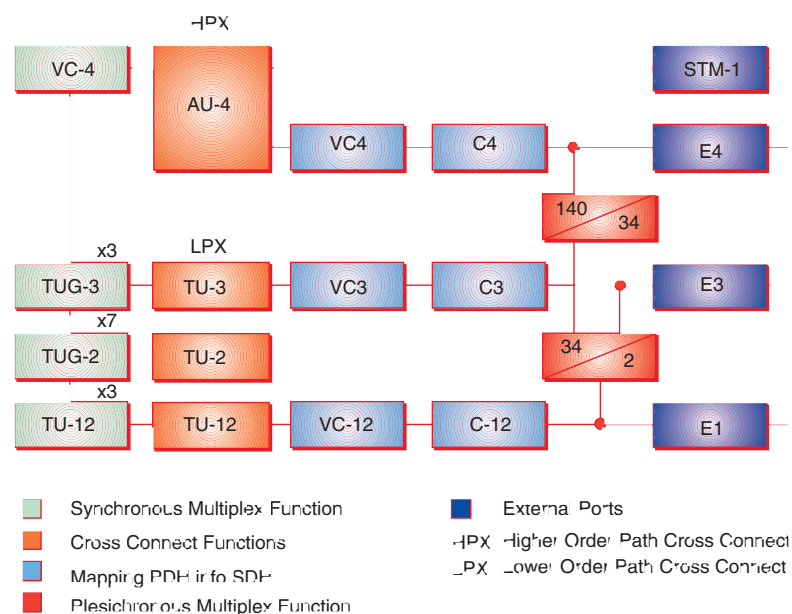 HPX
VC-4
AU-4
STM-1
VC4
C4
E4
140
34
x3
LPX
TUG-3
TU-3
VC3
C3
E3
x7
TUG-2
TU-2
34
2
x3
TU-12
TU-12
VC-12
C-12
E1
Synchronous Multiplex Function
External Ports
Cross Connect Functions
HPX Higher Order Path Cross Connect
Mapping PDH info SDH
LPX Lower Order Path Cross Connect
Plesichronous Multiplex Function